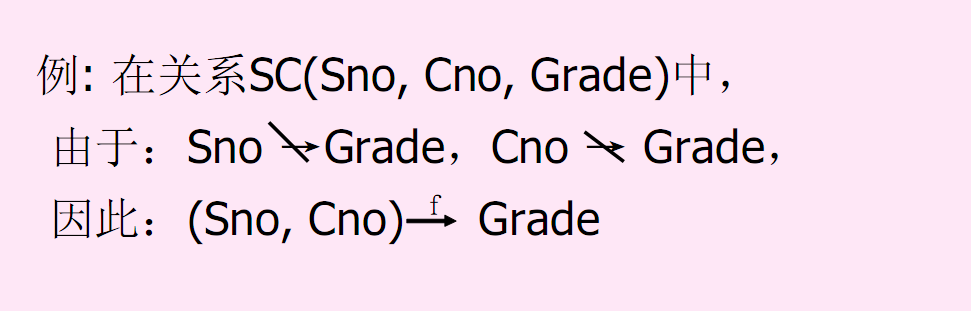 例: 在关系SC(Sno, Cno, Grade)中，
由于：Sno ↛ Grade，Cno ↛ Grade，
因此：(Sno, Cno) f→ Grade